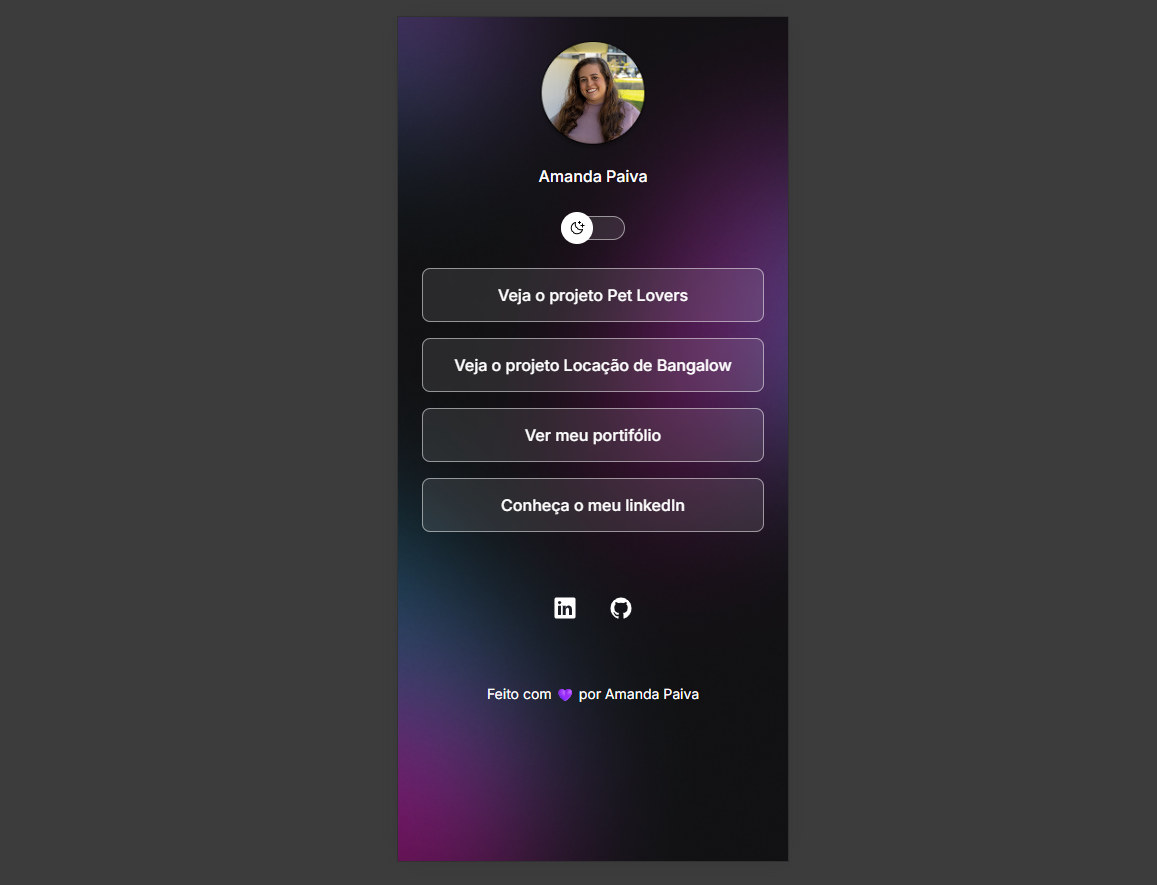 Amanda Paiva
Veja o projeto Pet Lovers
Veja o projeto Locação de Bangalow
Ver meu portifólio
Conheça o meu linkedIn
in
Feito com 💜 por Amanda Paiva